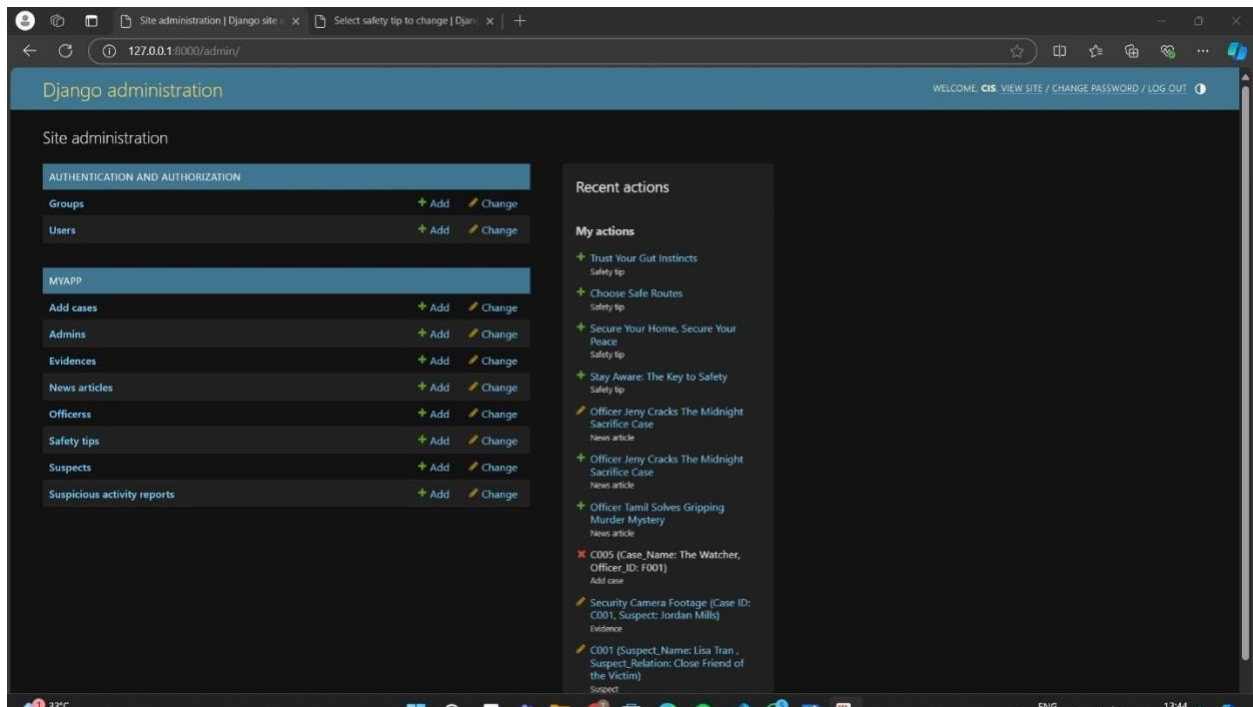 Site administration | Django site a
Select safety tip to change | Djan
127.0.0.1:8000/admin/
Django administration
WELCOME, CIS. VIEW SITE / CHANGE PASSWORD / LOG OUT
Site administration
AUTHENTICATION AND AUTHORIZATION
Groups + Add Change
Users + Add Change
MYAPP
Add cases + Add Change
Admins + Add Change
Evidences + Add Change
News articles + Add Change
Officerss + Add Change
Safety tips + Add Change
Suspects + Add Change
Suspicious activity reports + Add Change
Recent actions
My actions
Trust Your Gut Instincts
Safety tip
Choose Safe Routes
Safety tip
Secure Your Home, Secure Your
Peace
Safety tip
Stay Aware: The Key to Safety
Safety tip
Officer Jeny Cracks The Midnight
Sacrifice Case
News article
Officer Jeny Cracks The Midnight
Sacrifice Case
News article
Officer Tamil Solves Gripping
Murder Mystery
News article
C005 (Case_Name: The Watcher,
Officer_ID: F001)
Add case
Security Camera Footage (Case ID:
C001, Suspect: Jordan Mills)
Evidence
C001 (Suspect_Name: Lisa Tran ,
Suspect_Relation: Close Friend of
the Victim)
Suspect
1 33°C
ENG
13:44